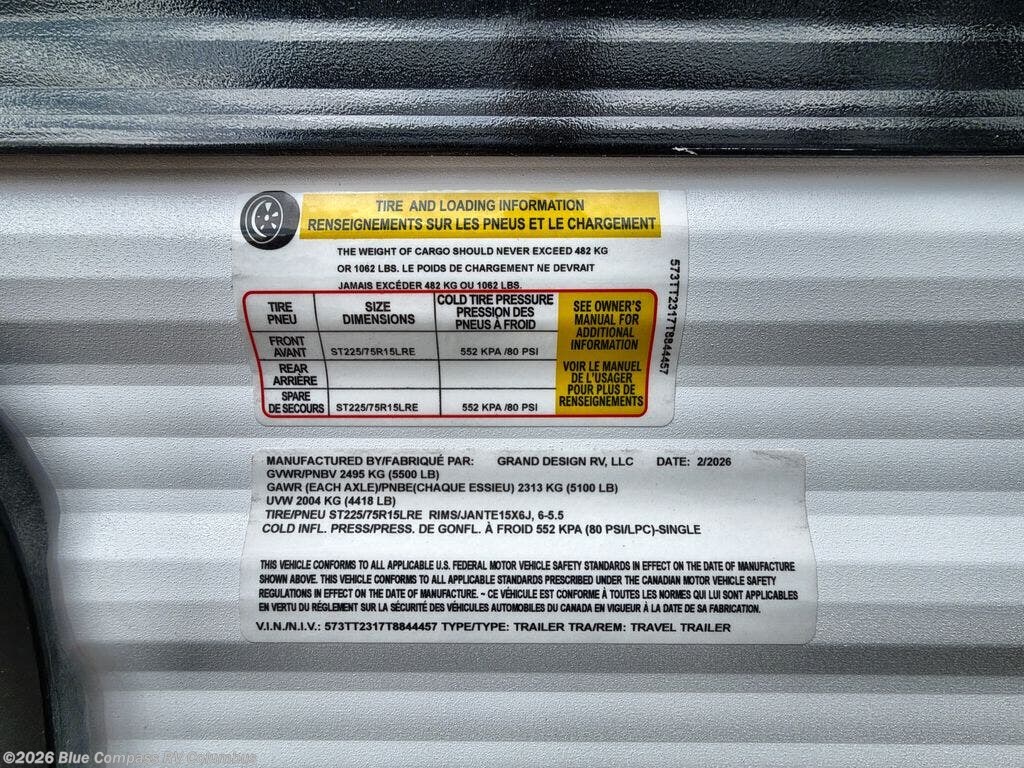 TIRE AND LOADING INFORMATION
RENSEIGNEMENTS SUR LES PNEUS ET LE CHARGEMENT
THE WEIGHT OF CARGO SHOULD NEVER EXCEED 482 KG
OR 1062 LBS. LE POIDS DE CHARGEMENT NE DEVRAIT
JAMAIS EXCÉDER 482 KG OU 1062 LBS.
TIRE
PNEU
SIZE
DIMENSIONS
COLD TIRE PRESSURE
PRESSION DES
PNEUS À FROID
FRONT
AVANT
ST225/75R15LRE
552 KPA /80 PSI
REAR
ARRIÈRE
SPARE
DE SECOURS
ST225/75R15LRE
552 KPA /80 PSI
SEE OWNER'S
MANUAL FOR
ADDITIONAL
INFORMATION
VOIR LE MANUEL
DE L'USAGER
POUR PLUS DE
RENSEIGNEMENTS
573TT2317T8844457
MANUFACTURED BY/FABRIQUÉ PAR: GRAND DESIGN RV, LLC DATE: 2/2026
GVWR/PNBV 2495 KG (5500 LB)
GAWR (EACH AXLE)/PNBE(CHAQUE ESSIEU) 2313 KG (5100 LB)
UVW 2004 KG (4418 LB)
TIRE/PNEU ST225/75R15LRE RIMS/JANTE15X6J, 6-5.5
COLD INFL. PRESS/PRESS. DE GONFL. À FROID 552 KPA (80 PSI/LPC)-SINGLE
THIS VEHICLE CONFORMS TO ALL APPLICABLE U.S. FEDERAL MOTOR VEHICLE SAFETY STANDARDS IN EFFECT ON THE DATE OF MANUFACTURE
SHOWN ABOVE. THIS VEHICLE CONFORMS TO ALL APPLICABLE STANDARDS PRESCRIBED UNDER THE CANADIAN MOTOR VEHICLE SAFETY
REGULATIONS IN EFFECT ON THE DATE OF MANUFACTURE. ~ CE VÉHICULE EST CONFORME À TOUTES LES NORMES QUI LUI SONT APPLICABLES
EN VERTU DU RÉGLEMENT SUR LA SÉCURITÉ DES VÉHICULES AUTOMOBILES DU CANADA EN VIGUEUR À LA DATE DE SA FABRICATION.
V.I.N./N.I.V.: 573TT2317T8844457 TYPE/TYPE: TRAILER TRA/REM: TRAVEL TRAILER
©2026 Blue Compass RV Columbus